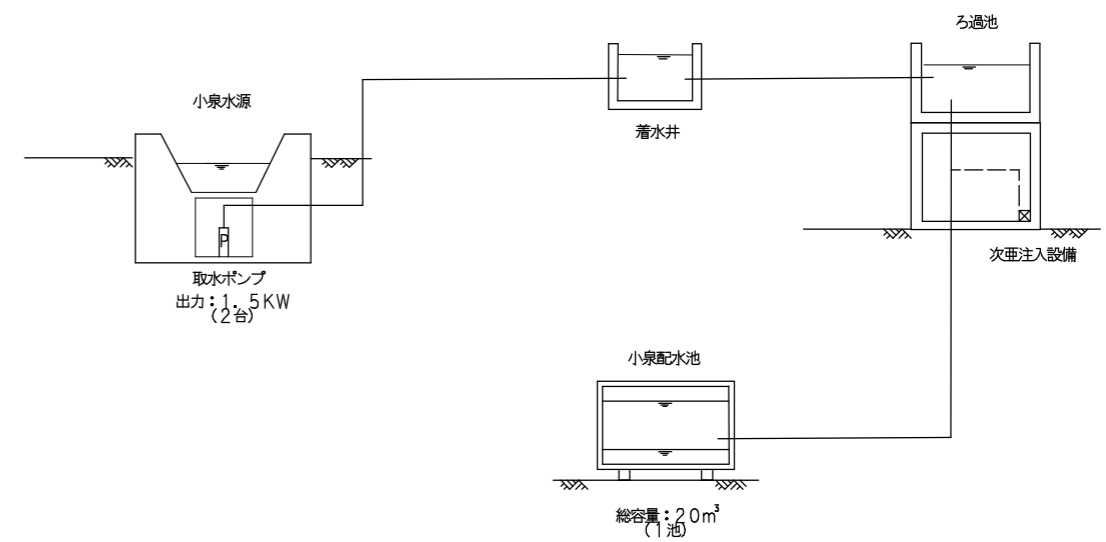 ろ過池
小泉水源
着水井
P
次亜注入設備
取水ポンプ
出力：1．5KW
(2台)
小泉配水池
総容量：20m³
(1池)